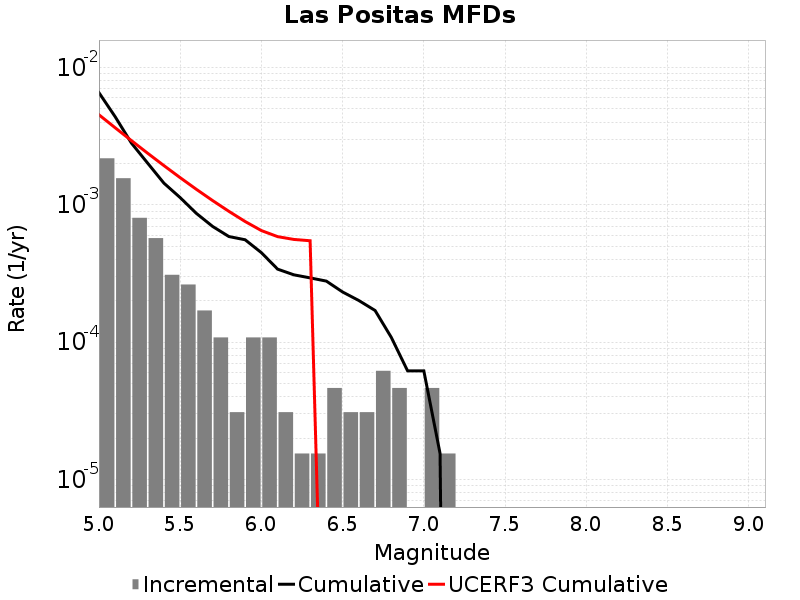 Las Positas MFDs
10-2
10-3
10-4
10-5
Rate (1/yr)
5.0 5.5 6.0 6.5 7.0 7.5 8.0 8.5 9.0
Magnitude
Incremental Cumulative UCERF3 Cumulative